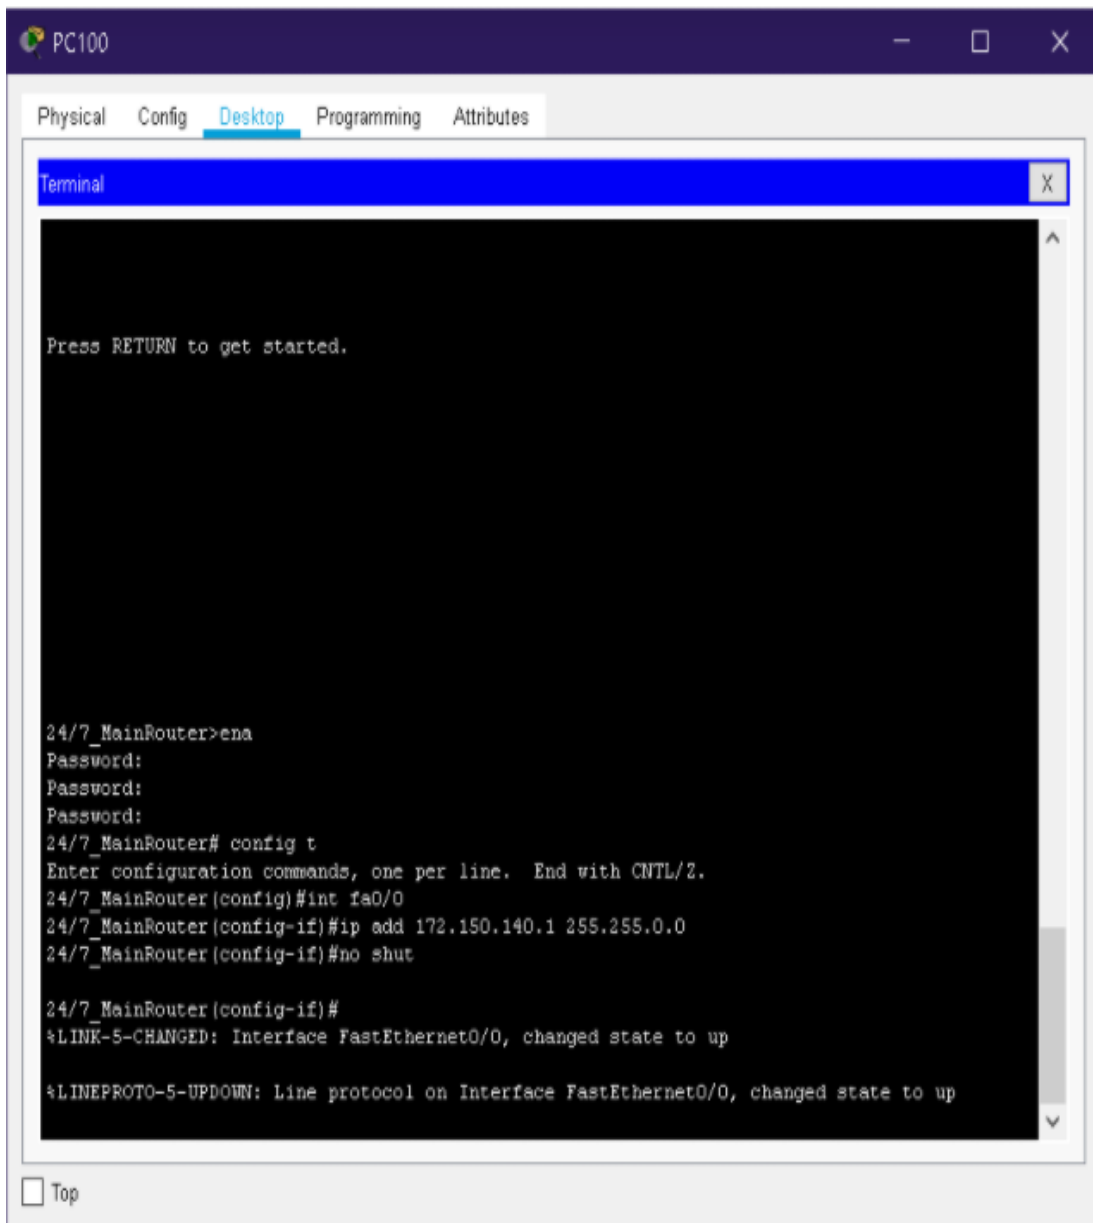 PC100
Physical Config Desktop Programming Attributes
Terminal X
Press RETURN to get started.
24/7_MainRouter>ena
Password:
Password:
Password:
24/7_MainRouter# config t
Enter configuration commands, one per line.  End with CNTL/Z.
24/7_MainRouter(config)#int fa0/0
24/7_MainRouter(config-if)#ip add 172.150.140.1 255.255.0.0
24/7_MainRouter(config-if)#no shut
24/7_MainRouter(config-if)#
%LINK-5-CHANGED: Interface FastEthernet0/0, changed state to up
%LINEPROTO-5-UPDOWN: Line protocol on Interface FastEthernet0/0, changed state to up
Top